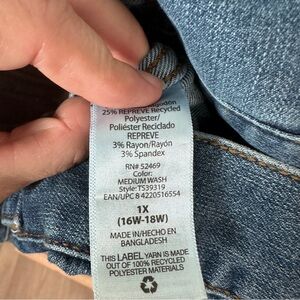 25% REPREVE Recycled
Polyester/
Poliéster Reciclado
REPREVE
3% Rayon/Rayón
3% Spandex
RN# 52469
Color:
MEDIUM WASH
Style: TS39319
EAN/UPC 8 4220516554
1X
(16W-18W)
MADE IN/HECHO EN
BANGLADESH
THIS LABEL YARN IS MADE
OUT OF 100% RECYCLED
POLYESTER MATERIALS